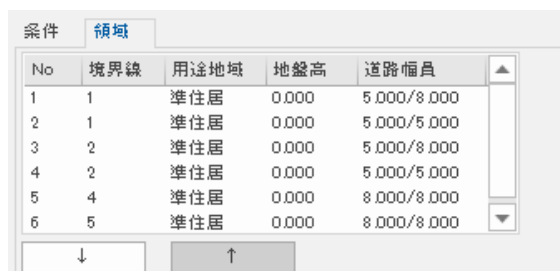 条件 領域
No 境界線 用途地域 地盤高 道路幅員
1 1 準住居 0.000 5.000/8.000
2 1 準住居 0.000 5.000/5.000
3 2 準住居 0.000 5.000/8.000
4 2 準住居 0.000 5.000/5.000
5 4 準住居 0.000 8.000/8.000
6 5 準住居 0.000 8.000/8.000
↓ ↑